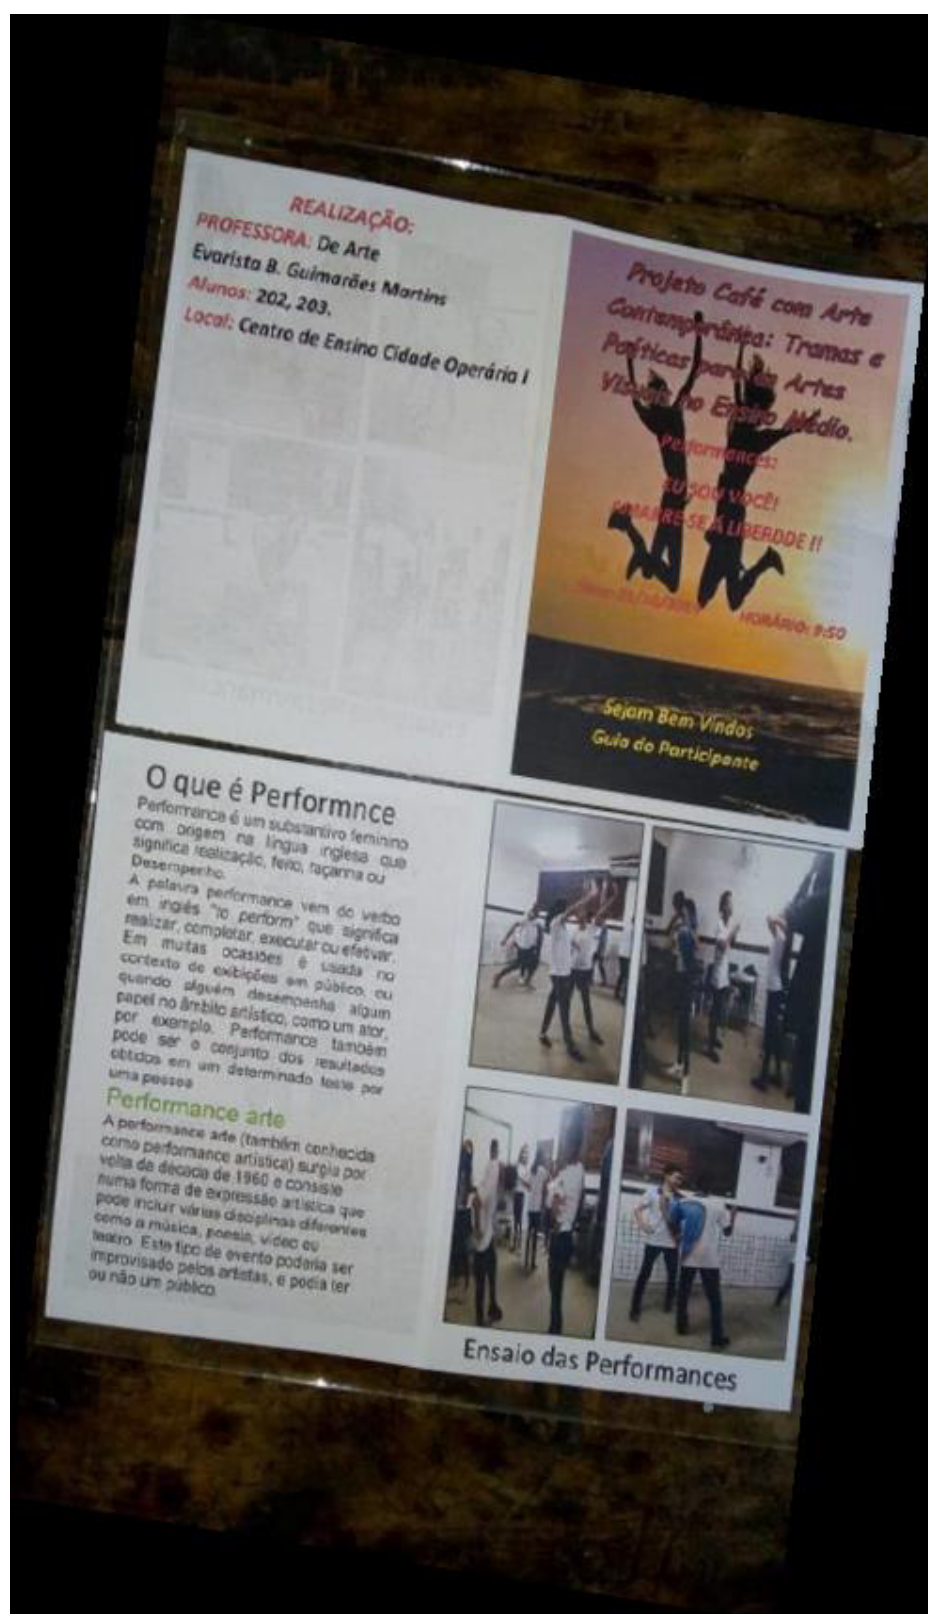 REALIZAÇÃO:
PROFESSORA: De Arte
Evarista B. Guimarães Martins
Alunos: 202, 203.
Local: Centro de Ensino Cidade Operária I
Projeto Café com Arte
Contemporânea: Tramas e
Poéticas para as Artes
Visuais no Ensino Médio.
Performances:
EU SOU VOCÊ!
AMARRE-SE A LIBERDDE !!
HORÁRIO: 9:50
Sejam Bem Vindos
Guia do Participante
O que é Performnce
Performance é um substantivo feminino
com origem na língua inglesa que
significa realização, feito, façanha ou
Desempenho.
A palavra performance vem do verbo
em inglês "to perform" que significa
realizar, completar, executar ou efetivar.
Em muitas ocasiões é usada no
contexto de exibições em público, ou
quando alguém desempenha algum
papel no âmbito artístico, como um ator,
por exemplo. Performance também
pode ser o conjunto dos resultados
obtidos em um determinado teste por
uma pessoa
Performance arte
A performance arte (também conhecida
como performance artística) surgiu por
volta da década de 1960 e consiste
numa forma de expressão artística que
pode incluir várias disciplinas diferentes
como a música, poesia, vídeo ou
teatro. Este tipo de evento poderia ser
improvisado pelos artistas, e podia ter
ou não um público.
Ensaio das Performances